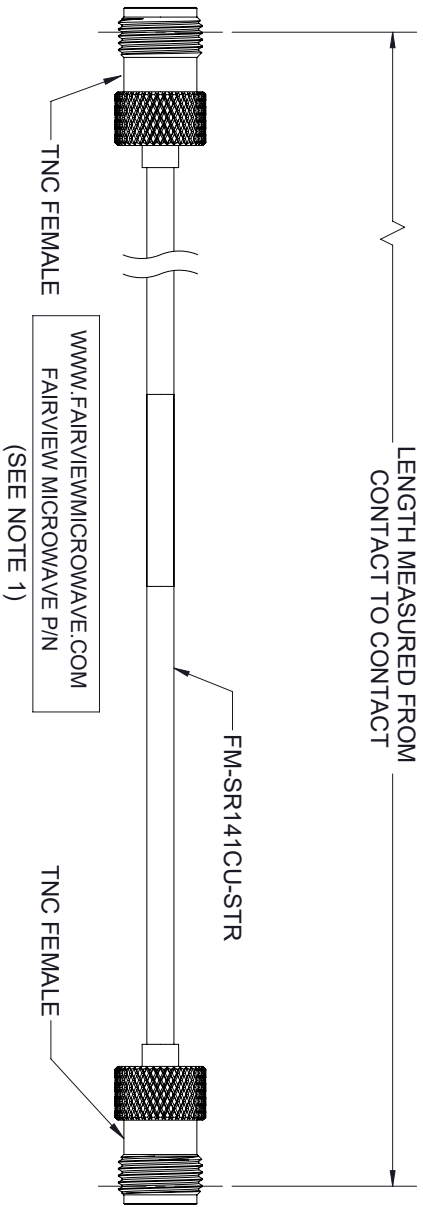 LENGTH MEASURED FROM
CONTACT TO CONTACT
FM-SR141CU-STR
TNC FEMALE
WWW.FAIRVIEWMICROWAVE.COM
FAIRVIEW MICROWAVE P/N
(SEE NOTE 1)
TNC FEMALE